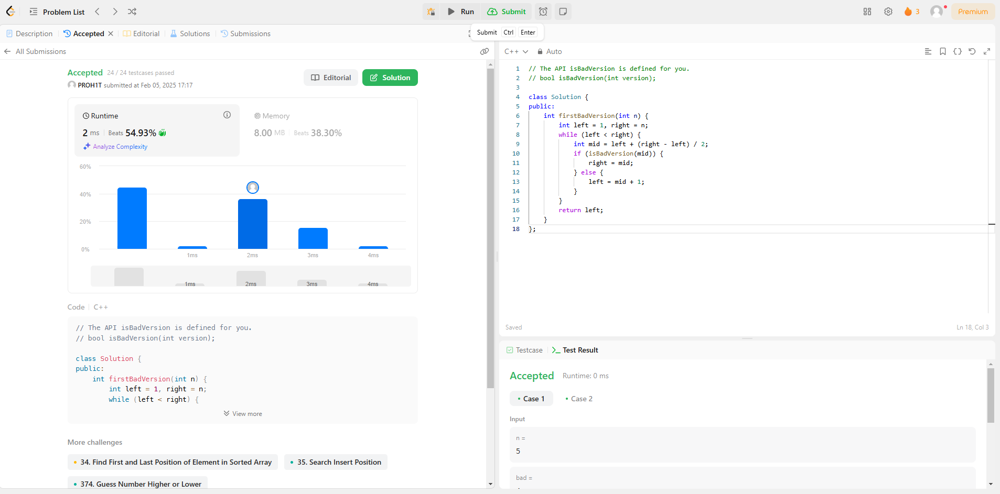 Problem List
Run
Submit
3
Premium
Description
Accepted
Editorial
Solutions
Submissions
Submit Ctrl Enter
All Submissions
Accepted 24 / 24 testcases passed
PROH1T submitted at Feb 05, 2025 17:17
Editorial
Solution
Runtime
2 ms Beats 54.93%
Analyze Complexity
Memory
8.00 MB Beats 38.30%
60%
40%
20%
0%
1ms 2ms 3ms 4ms
1ms 2ms 3ms 4ms
Code C++
// The API isBadVersion is defined for you.
// bool isBadVersion(int version);
class Solution {
public:
int firstBadVersion(int n) {
int left = 1, right = n;
while (left < right) {
View more
More challenges
34. Find First and Last Position of Element in Sorted Array
35. Search Insert Position
374. Guess Number Higher or Lower
C++ Auto
1 // The API isBadVersion is defined for you.
2 // bool isBadVersion(int version);
3
4 class Solution {
5 public:
6 int firstBadVersion(int n) {
7 int left = 1, right = n;
8 while (left < right) {
9 int mid = left + (right - left) / 2;
10 if (isBadVersion(mid)) {
11 right = mid;
12 } else {
13 left = mid + 1;
14 }
15 }
16 return left;
17 }
18 };
Saved
Ln 18, Col 3
Testcase
Test Result
Accepted Runtime: 0 ms
Case 1
Case 2
Input
n =
5
bad =